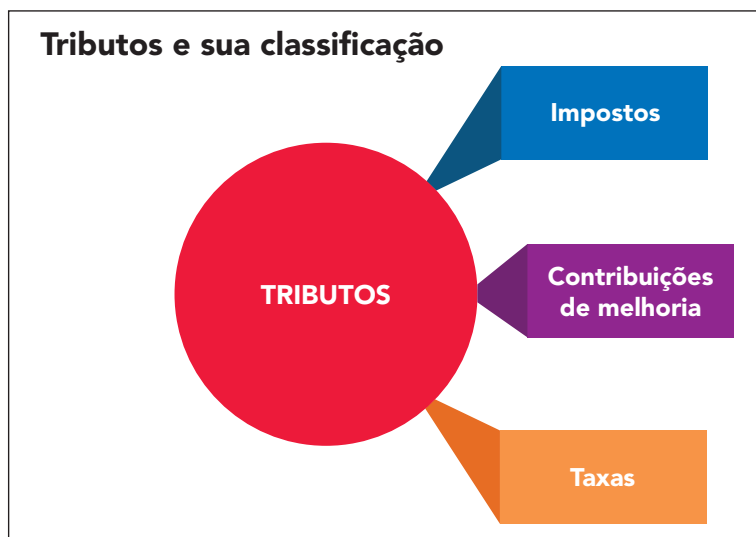 Tributos e sua classificação
Impostos
TRIBUTOS
Contribuições
de melhoria
Taxas